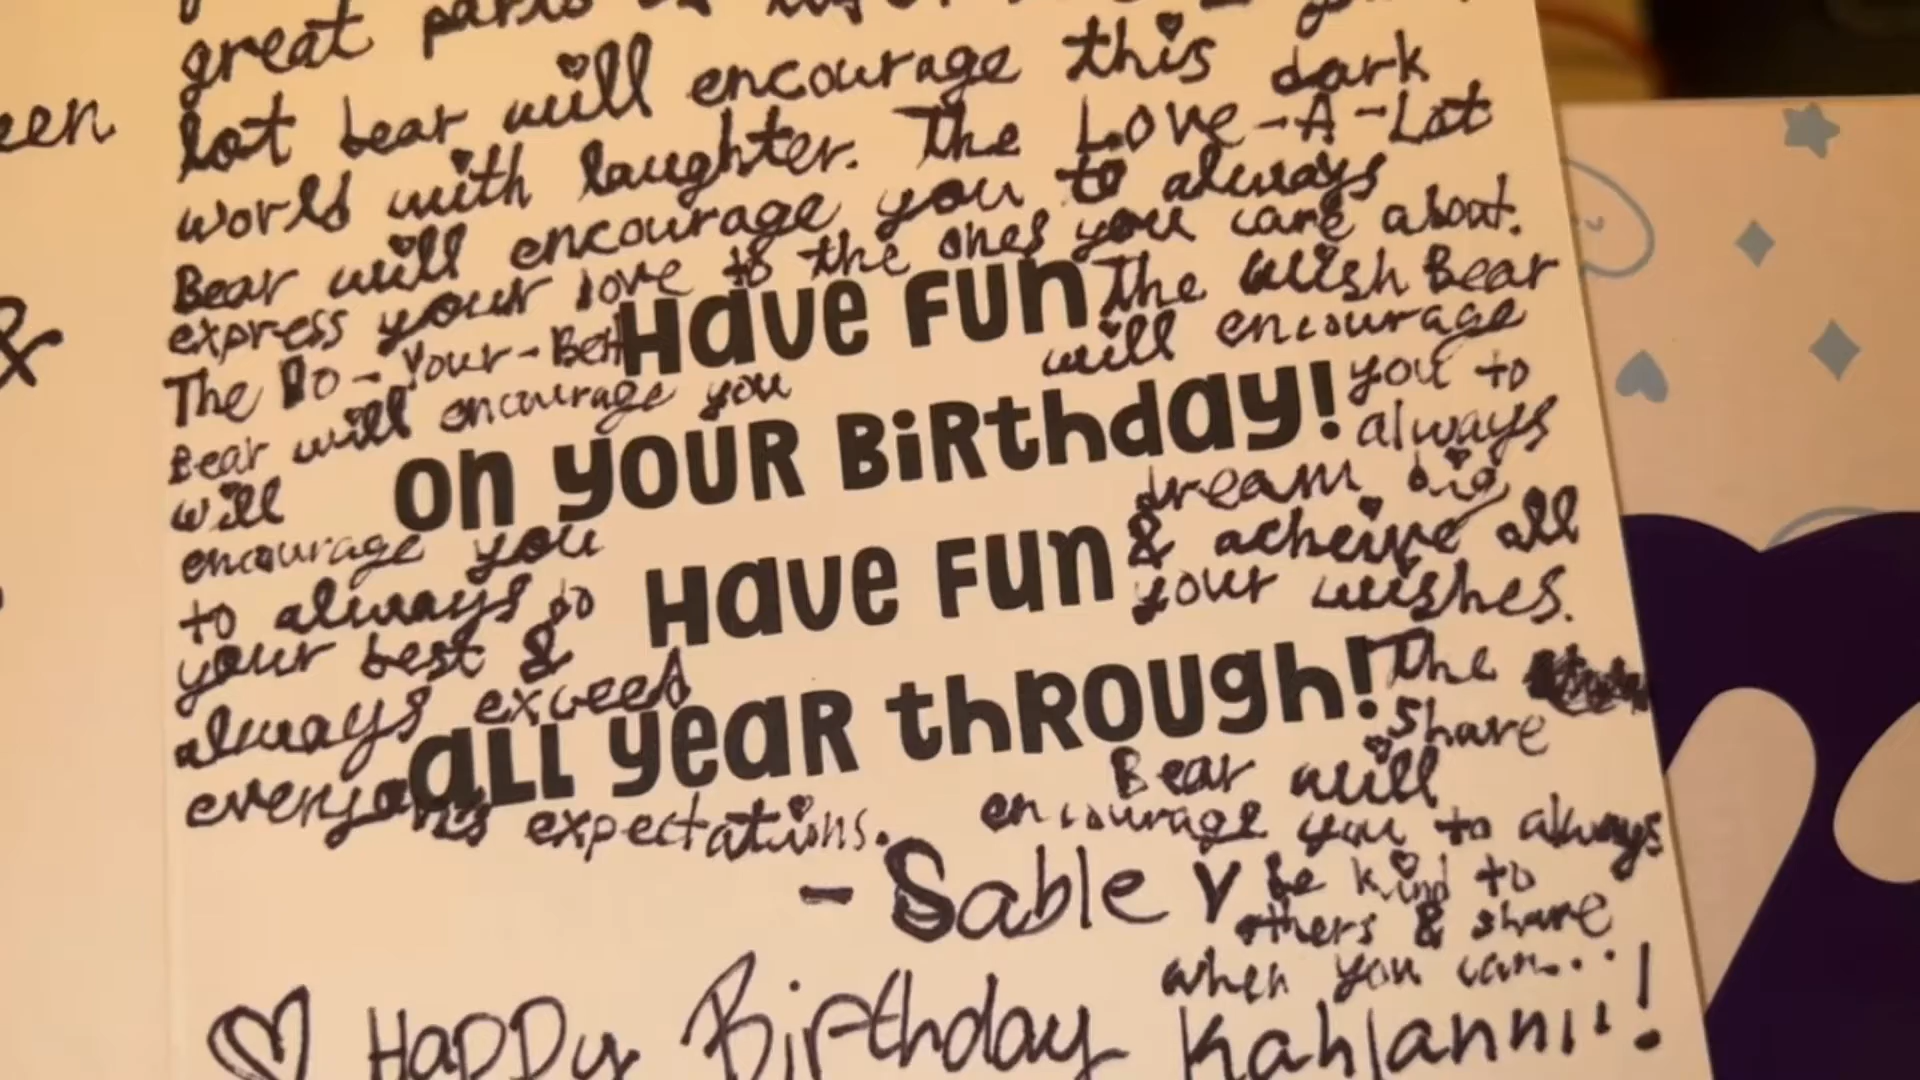 great parts
lot bear will encourage this dark
world with laughter. The Love-A-Lot
Bear will encourage you to always
express your love to the ones you care about.
The Do-Your-Best
Bear will encourage you
will
encourage you
to always do
your best &
always exceed
everyone's expectations.
The Wish Bear
will encourage
you to
always
dream big
& acheive all
your wishes.
The
Share
Bear will
encourage you to always
be kind to
others & share
when you can...!
Have Fun
on your Birthday!
Have Fun
all year through!
- Sable V
Happy Birthday Kahlanni!
een
&